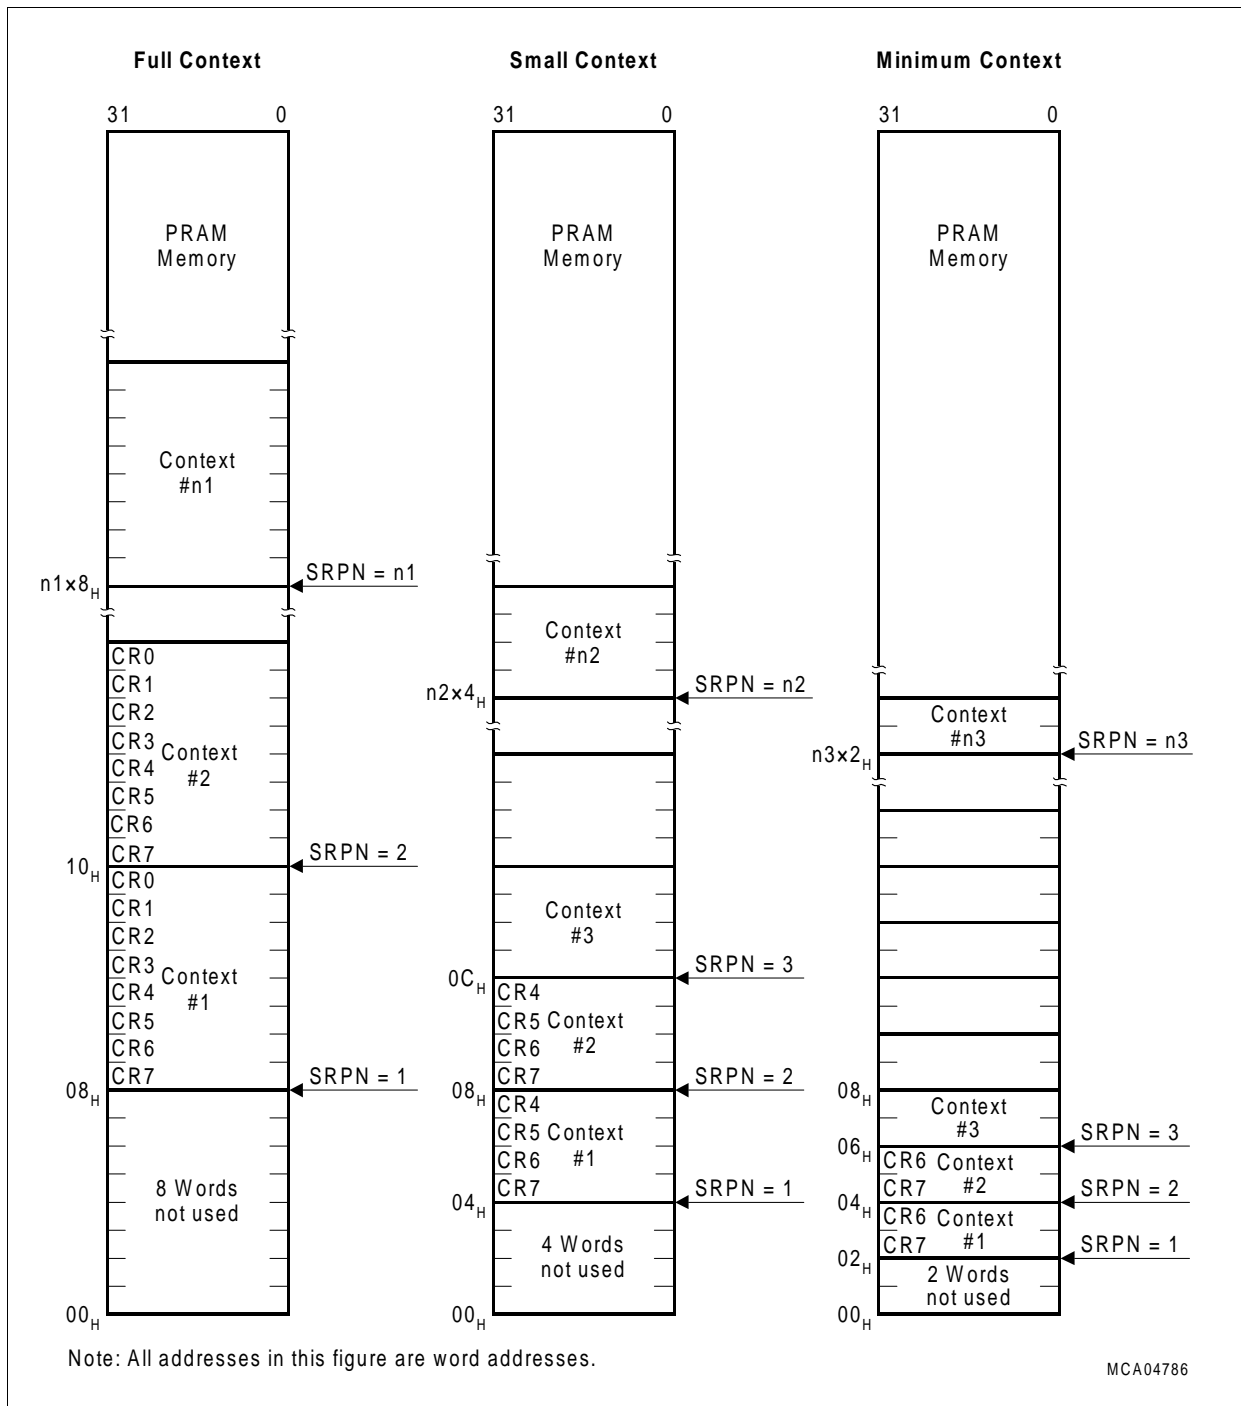 Full Context
31 0
PRAM
Memory
Context
#n1
n1×8H
SRPN = n1
CR0
CR1
CR2
CR3
CR4
CR5
CR6
CR7
Context
#2
10H
SRPN = 2
CR0
CR1
CR2
CR3
CR4
CR5
CR6
CR7
Context
#1
08H
SRPN = 1
8 Words
not used
00H
Small Context
31 0
PRAM
Memory
Context
#n2
n2×4H
SRPN = n2
Context
#3
0CH
SRPN = 3
CR4
CR5
CR6
CR7
Context
#2
08H
SRPN = 2
CR4
CR5
CR6
CR7
Context
#1
04H
SRPN = 1
4 Words
not used
00H
Minimum Context
31 0
PRAM
Memory
Context
#n3
n3×2H
SRPN = n3
08H
Context
#3
06H
SRPN = 3
CR6
CR7
Context
#2
04H
SRPN = 2
CR6
CR7
Context
#1
02H
SRPN = 1
2 Words
not used
00H
Note: All addresses in this figure are word addresses.
MCA04786